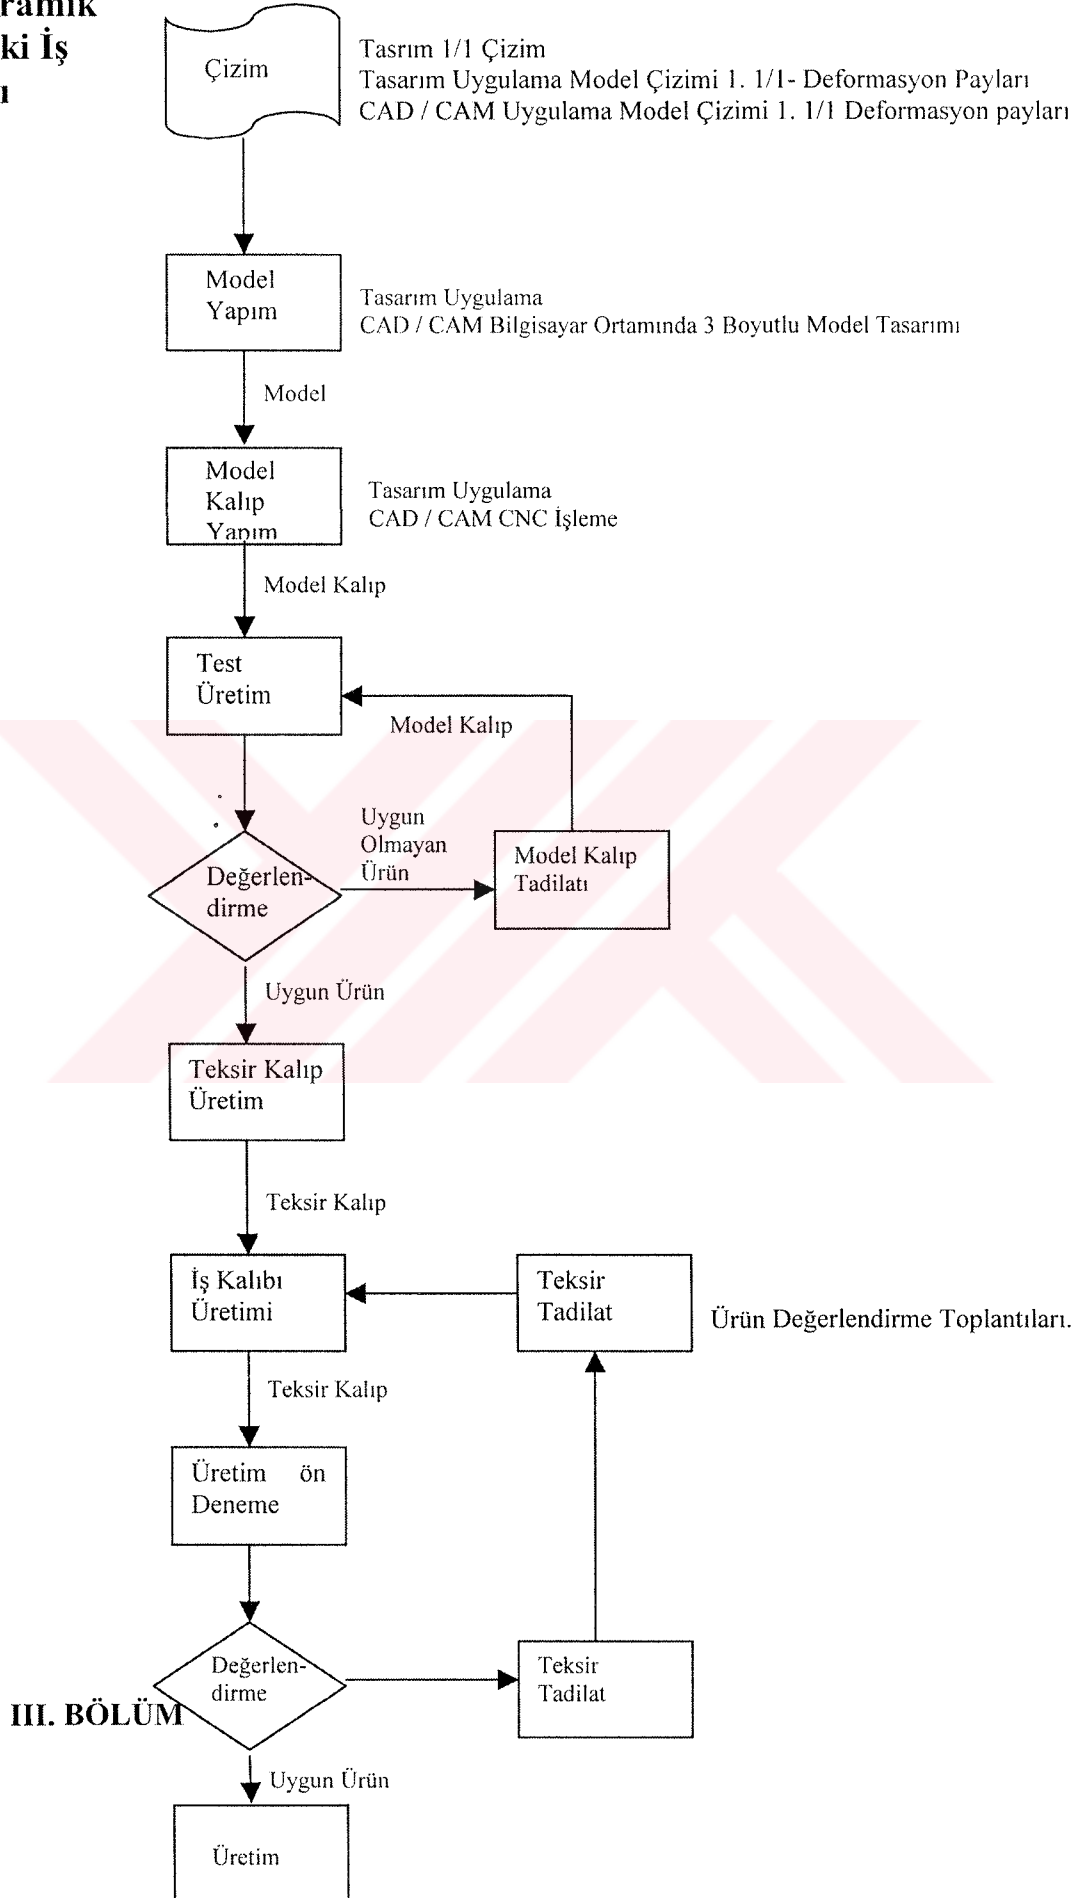 ramik
ki İş
ı
Çizim
Tasrım 1/1 Çizim
Tasarım Uygulama Model Çizimi 1. 1/1- Deformasyon Payları
CAD / CAM Uygulama Model Çizimi 1. 1/1 Deformasyon payları
Model
Yapım
Tasarım Uygulama
CAD / CAM Bilgisayar Ortamında 3 Boyutlu Model Tasarımı
Model
Model
Kalıp
Yapım
Tasarım Uygulama
CAD / CAM CNC İşleme
Model Kalıp
Test
Üretim
Model Kalıp
Değerlen-
dirme
Uygun
Olmayan
Ürün
Model Kalıp
Tadilatı
Uygun Ürün
Teksir Kalıp
Üretim
Teksir Kalıp
İş Kalıbı
Üretimi
Teksir
Tadilat
Ürün Değerlendirme Toplantıları.
Teksir Kalıp
Üretim ön
Deneme
Değerlen-
dirme
Teksir
Tadilat
III. BÖLÜM
Uygun Ürün
Üretim